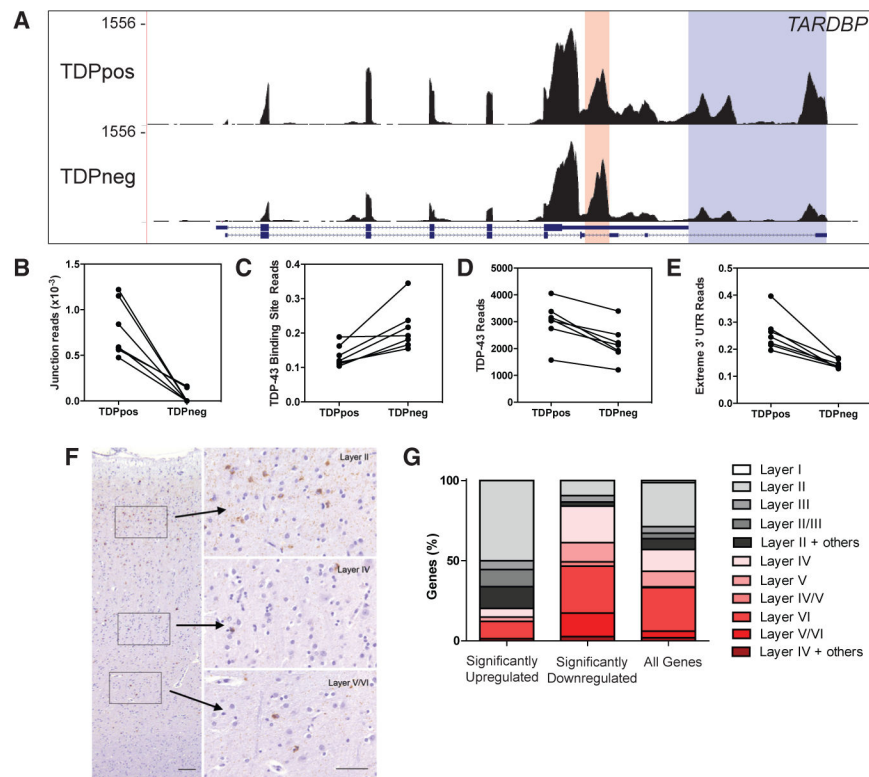 A
1556
TARDBP
TDPpos
1556
TDPneg
B
Junction reads (x10-3)
1.5
1.0
0.5
0.0
TDPpos TDPneg
C
TDP-43 Binding Site Reads
0.4
0.3
0.2
0.1
0.0
TDPpos TDPneg
D
TDP-43 Reads
5000
4000
3000
2000
1000
0
TDPpos TDPneg
E
Extreme 3' UTR Reads
0.5
0.4
0.3
0.2
0.1
0.0
TDPpos TDPneg
F
Layer II
Layer IV
Layer V/VI
G
Genes (%)
100
50
0
Significantly
Upregulated
Significantly
Downregulated
All Genes
Layer I
Layer II
Layer III
Layer II/III
Layer II + others
Layer IV
Layer V
Layer IV/V
Layer VI
Layer V/VI
Layer IV + others